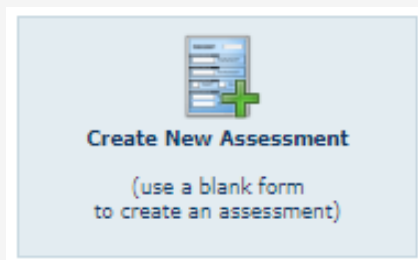 Create New Assessment
(use a blank form
to create an assessment)